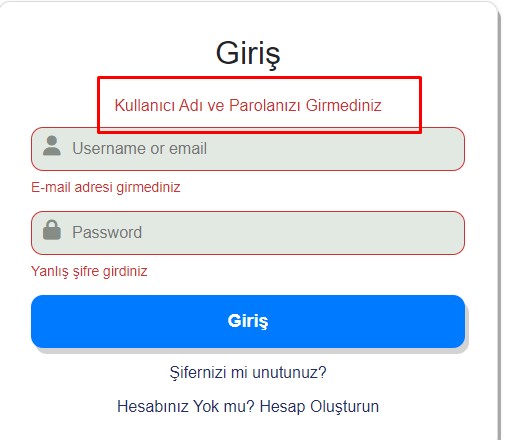 Giriş
Kullanıcı Adı ve Parolanızı Girmediniz
Username or email
E-mail adresi girmediniz
Password
Yanlış şifre girdiniz
Giriş
Şifernizi mi unutunuz?
Hesabınız Yok mu? Hesap Oluşturun